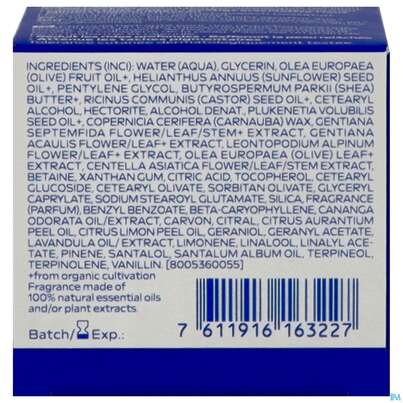 INGREDIENTS (INCI): WATER (AQUA), GLYCERIN, OLEA EUROPAEA
(OLIVE) FRUIT OIL+, HELIANTHUS ANNUUS (SUNFLOWER) SEED
OIL+, PENTYLENE GLYCOL, BUTYROSPERMUM PARKII (SHEA)
BUTTER+, RICINUS COMMUNIS (CASTOR) SEED OIL+, CETEARYL
ALCOHOL, HECTORITE, ALCOHOL DENAT, PLUKENETIA VOLUBILIS
SEED OIL+, COPERNICIA CERIFERA (CARNAUBA) WAX, GENTIANA
SEPTEMFIDA FLOWER/LEAF/STEM+ EXTRACT, GENTIANA
ACAULIS FLOWER/LEAF+ EXTRACT, LEONTOPODIUM ALPINUM
FLOWER/LEAF+ EXTRACT, OLEA EUROPAEA (OLIVE) LEAF+
EXTRACT, CENTELLA ASIATICA FLOWER/LEAF/STEM EXTRACT,
BETAINE, XANTHAN GUM, CITRIC ACID, TOCOPHEROL, CETEARYL
GLUCOSIDE, CETEARYL OLIVATE, SORBITAN OLIVATE, GLYCERYL
CAPRYLATE, SODIUM STEAROYL GLUTAMATE, SILICA, FRAGRANCE
(PARFUM), BENZYL BENZOATE, BETA-CARYOPHYLLENE, CANANGA
ODORATA OIL/EXTRACT, CARVON, CITRAL, CITRUS AURANTIUM
PEEL OIL, CITRUS LIMON PEEL OIL, GERANIOL, GERANYL ACETATE,
LAVANDULA OIL/ EXTRACT, LIMONENE, LINALOOL, LINALYL ACE-
TATE, PINENE, SANTALOL, SANTALUM ALBUM OIL, TERPINEOL,
TERPINOLENE, VANILLIN. [8005360055]
+from organic cultivation
Fragrance made of
100% natural essential oils
and/or plant extracts
Batch/ Exp.:
7 611916 163227